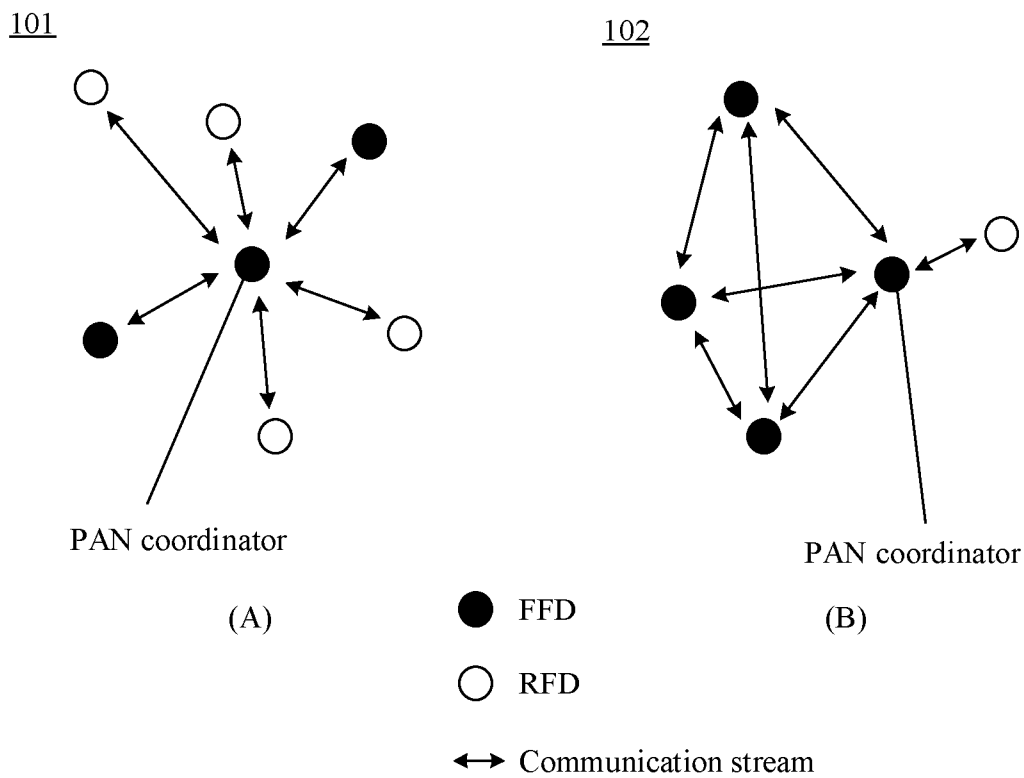 101
102
PAN coordinator
PAN coordinator
(A)
(B)
FFD
RFD
Communication stream